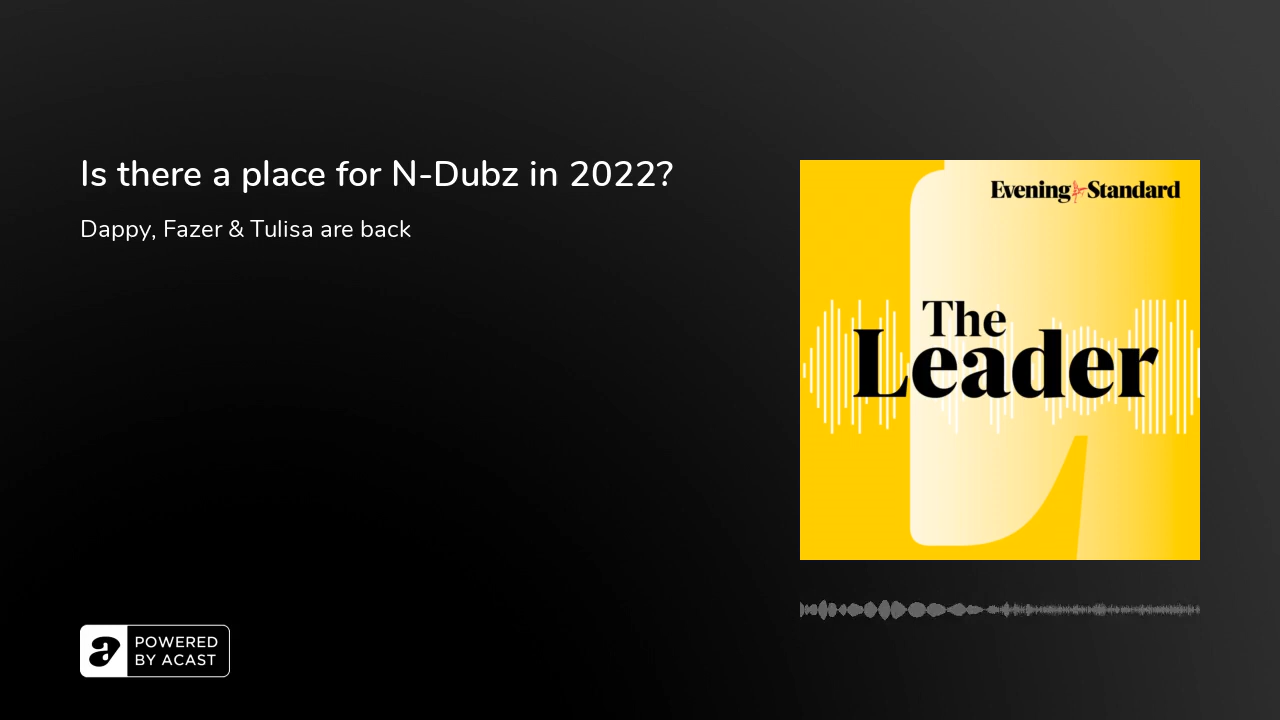 Is there a place for N-Dubz in 2022?
Dappy, Fazer & Tulisa are back
Evening Standard
The
Leader
a
POWERED
BY ACAST